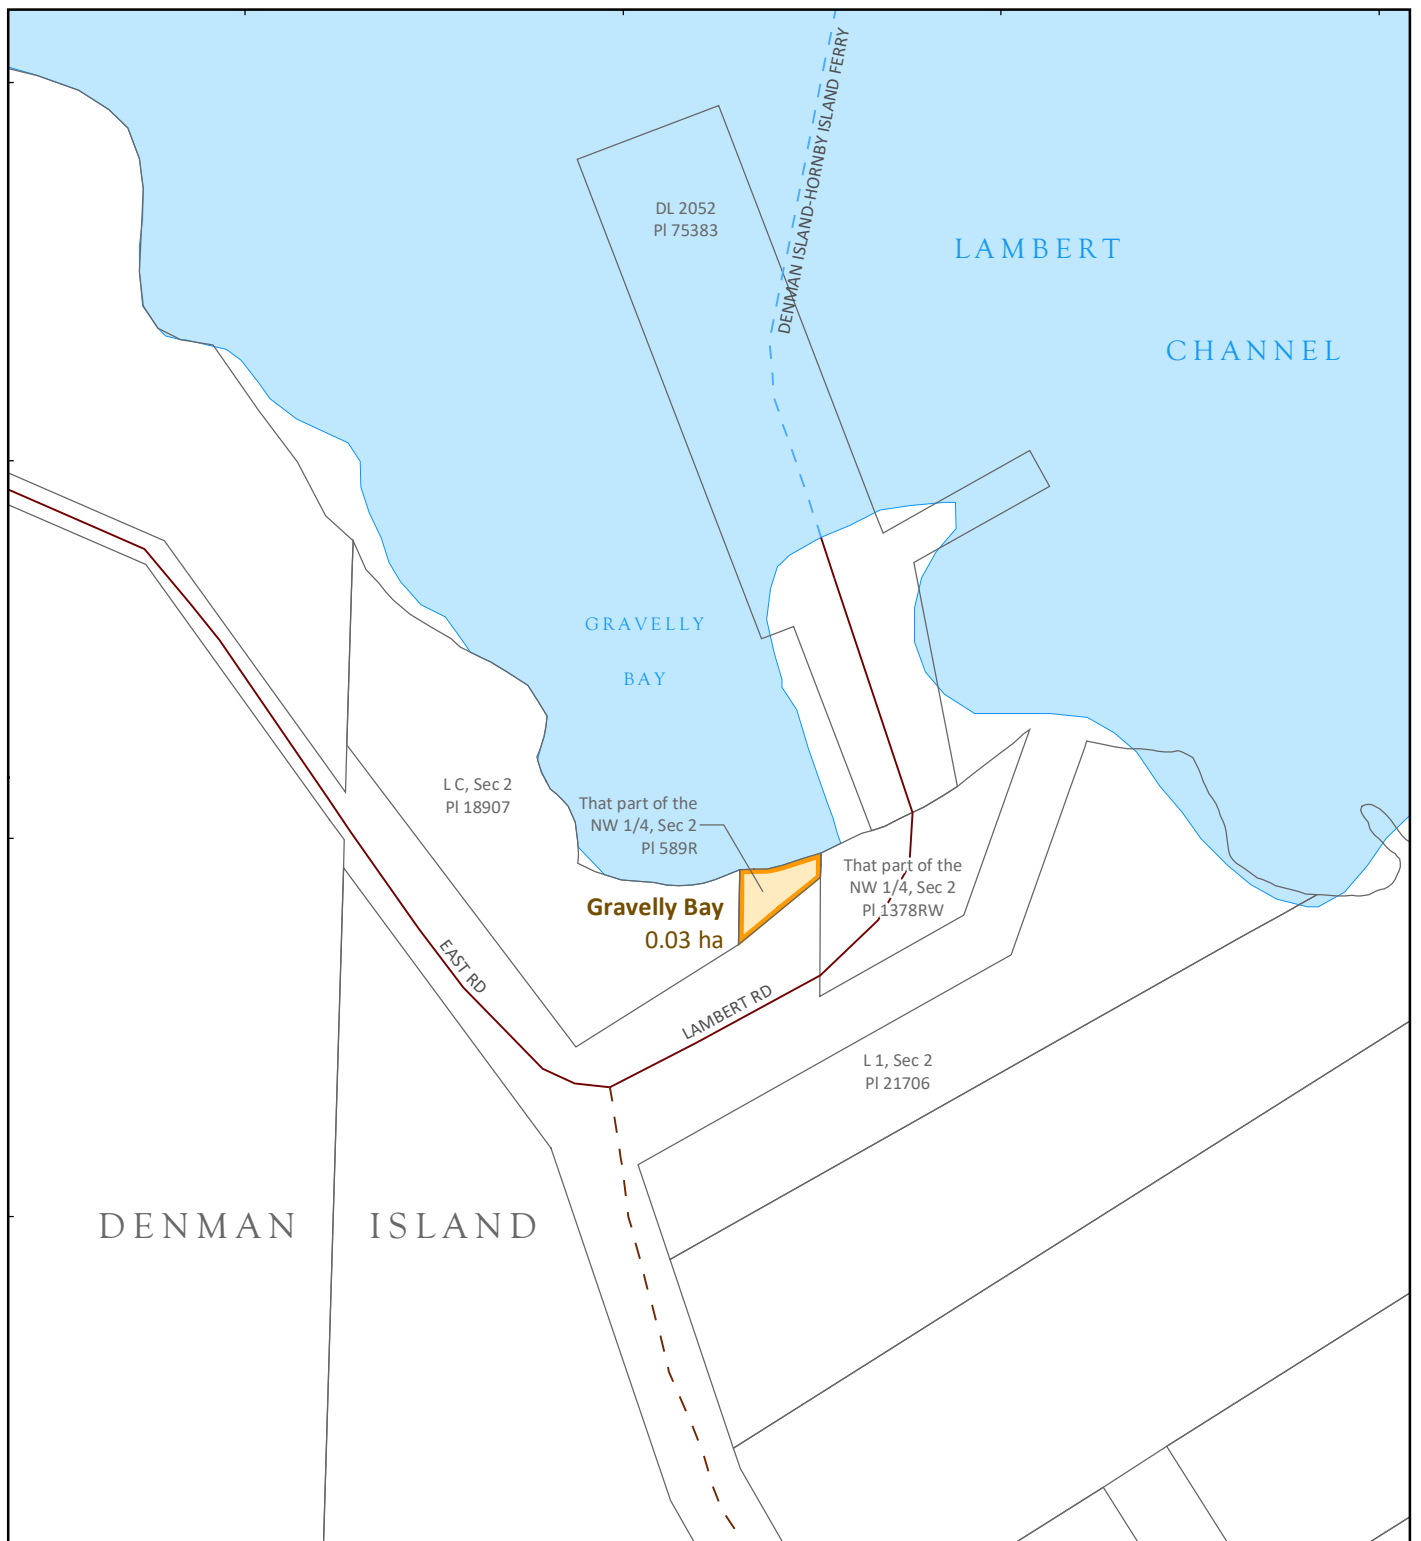 DENMAN ISLAND-HORNBY ISLAND FERRY
DL 2052
Pl 75383
LAMBERT
CHANNEL
GRAVELLY
BAY
L C, Sec 2
Pl 18907
That part of the
NW 1/4, Sec 2
Pl 589R
That part of the
NW 1/4, Sec 2
Pl 1378RW
Gravelly Bay
0.03 ha
EAST RD
LAMBERT RD
L 1, Sec 2
Pl 21706
DENMAN ISLAND